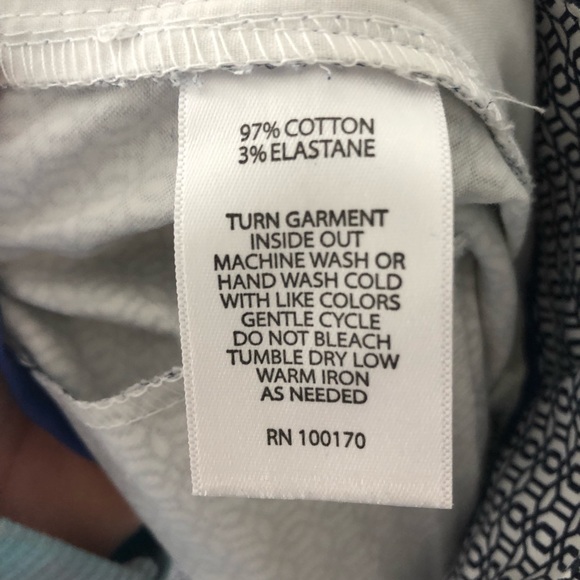 97% COTTON
3% ELASTANE
TURN GARMENT
INSIDE OUT
MACHINE WASH OR
HAND WASH COLD
WITH LIKE COLORS
GENTLE CYCLE
DO NOT BLEACH
TUMBLE DRY LOW
WARM IRON
AS NEEDED
RN 100170